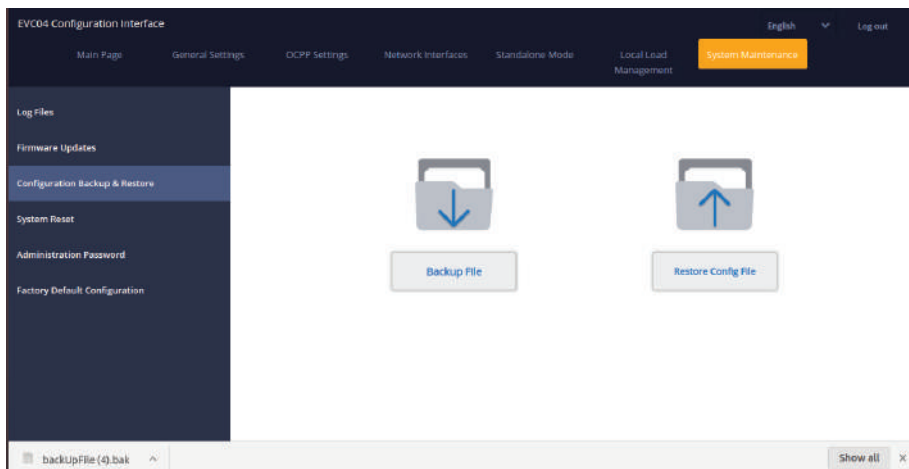 EVC04 Configuration Interface
English
Log out
Main Page
General Settings
OCPP Settings
Network Interfaces
Standalone Mode
Local Load
Management
System Maintenance
Log Files
Firmware Updates
Configuration Backup & Restore
System Reset
Administration Password
Factory Default Configuration
Backup File
Restore Config File
backUpFile (4).bak
Show all